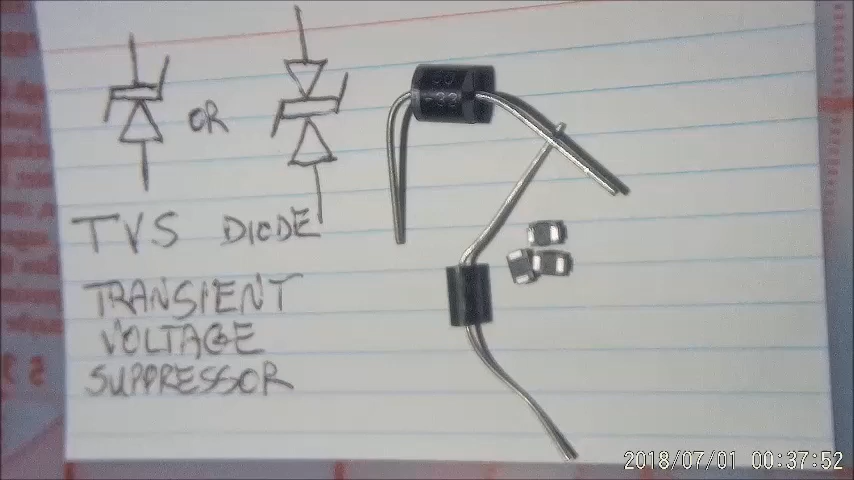 OR
TVS DIODE
TRANSIENT
VOLTAGE
SUPPRESSOR
2018/07/01 00:37:52